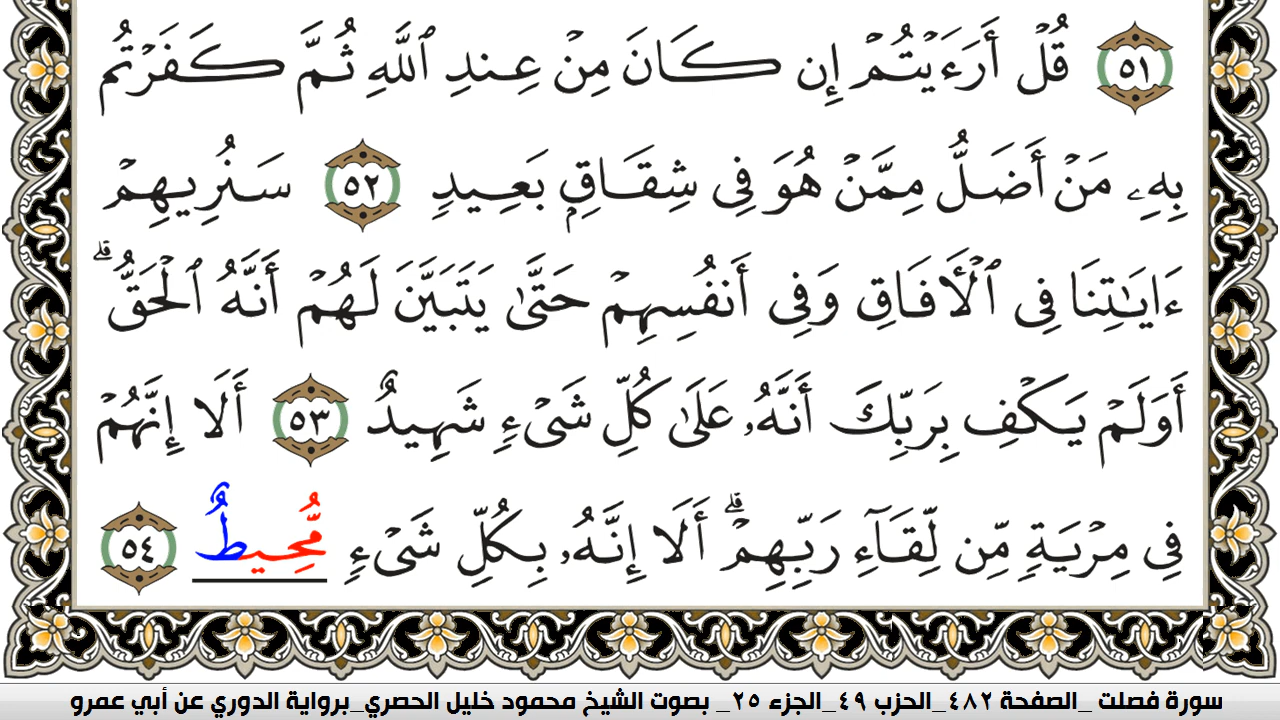 ٥١ قُلْ أَرَءَيْتُمْ إِن كَانَ مِنْ عِندِ ٱللَّهِ ثُمَّ كَفَرْتُم
بِهِۦ مَنْ أَضَلُّ مِمَّنْ هُوَ فِى شِقَاقٍۭ بَعِيدٍ ٥٢ سَنُرِيهِمْ
ءَايَٰتِنَا فِى ٱلْأَفَاقِ وَفِى أَنفُسِهِمْ حَتَّىٰ يَتَبَيَّنَ لَهُمْ أَنَّهُ ٱلْحَقُّ ۗ
أَوَلَمْ يَكْفِ بِرَبِّكَ أَنَّهُۥ عَلَىٰ كُلِّ شَىْءٍ شَهِيدٌ ٥٣ أَلَا إِنَّهُمْ
فِى مِرْيَةٍ مِّن لِّقَآءِ رَبِّهِمْ ۗ أَلَا إِنَّهُۥ بِكُلِّ شَىْءٍ مُّحِيطٌ ٥٤
سورة فصلت _الصفحة ٤٨٢_الحزب ٤٩_الجزء ٢٥_ بصوت الشيخ محمود خليل الحصري_برواية الدوري عن أبي عمرو